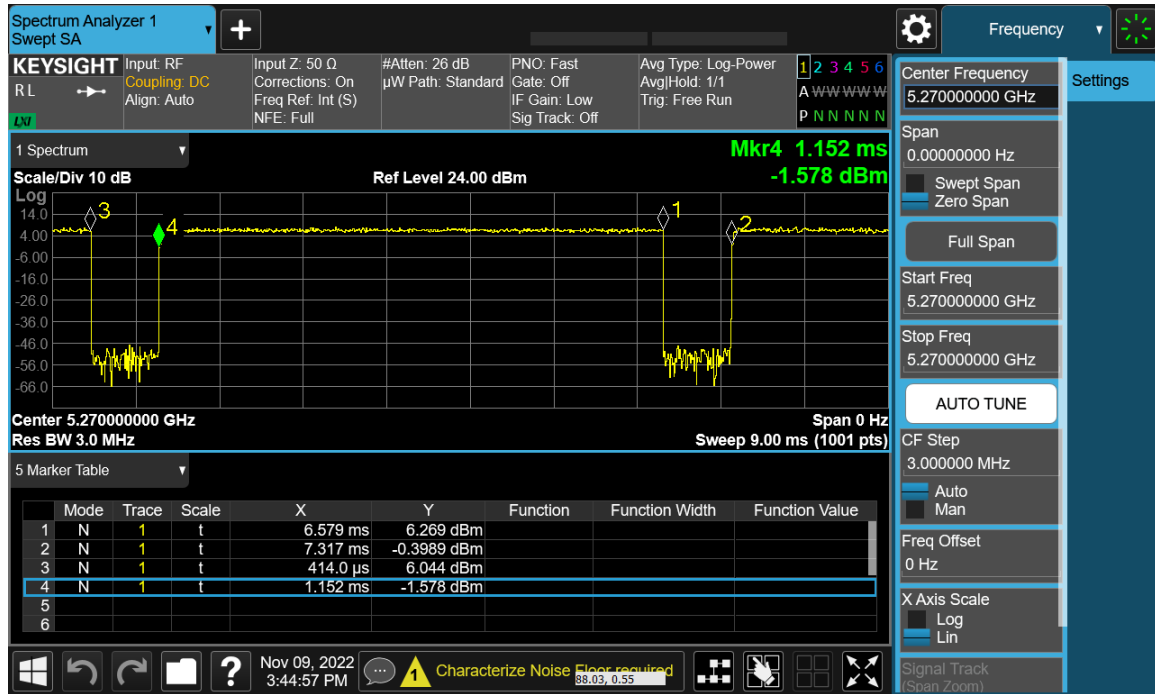 Spectrum Analyzer 1
Swept SA
+
Frequency
KEYSIGHT
R L
LXI
Input: RF
Coupling: DC
Align: Auto
Input Z: 50 Ω
Corrections: On
Freq Ref: Int (S)
NFE: Full
#Atten: 26 dB
µW Path: Standard
PNO: Fast
Gate: Off
IF Gain: Low
Sig Track: Off
Avg Type: Log-Power
Avg|Hold: 1/1
Trig: Free Run
1 2 3 4 5 6
A W W W W W W
P N N N N N
1 Spectrum
Mkr4 1.152 ms
-1.578 dBm
Scale/Div 10 dB
Ref Level 24.00 dBm
Log
14.0
4.00
-6.00
-16.0
-26.0
-36.0
-46.0
-56.0
-66.0
3
4
1
2
Center 5.270000000 GHz
Span 0 Hz
Res BW 3.0 MHz
Sweep 9.00 ms (1001 pts)
5 Marker Table
Mode Trace Scale X Y Function Function Width Function Value
1 N 1 t 6.579 ms 6.269 dBm
2 N 1 t 7.317 ms -0.3989 dBm
3 N 1 t 414.0 µs 6.044 dBm
4 N 1 t 1.152 ms -1.578 dBm
5
6
?
Nov 09, 2022
3:44:57 PM
1
Characterize Noise Floor required
88.03, 0.55
Center Frequency
5.270000000 GHz
Settings
Span
0.00000000 Hz
Swept Span
Zero Span
Full Span
Start Freq
5.270000000 GHz
Stop Freq
5.270000000 GHz
AUTO TUNE
CF Step
3.000000 MHz
Auto
Man
Freq Offset
0 Hz
X Axis Scale
Log
Lin
Signal Track
(Span Zoom)